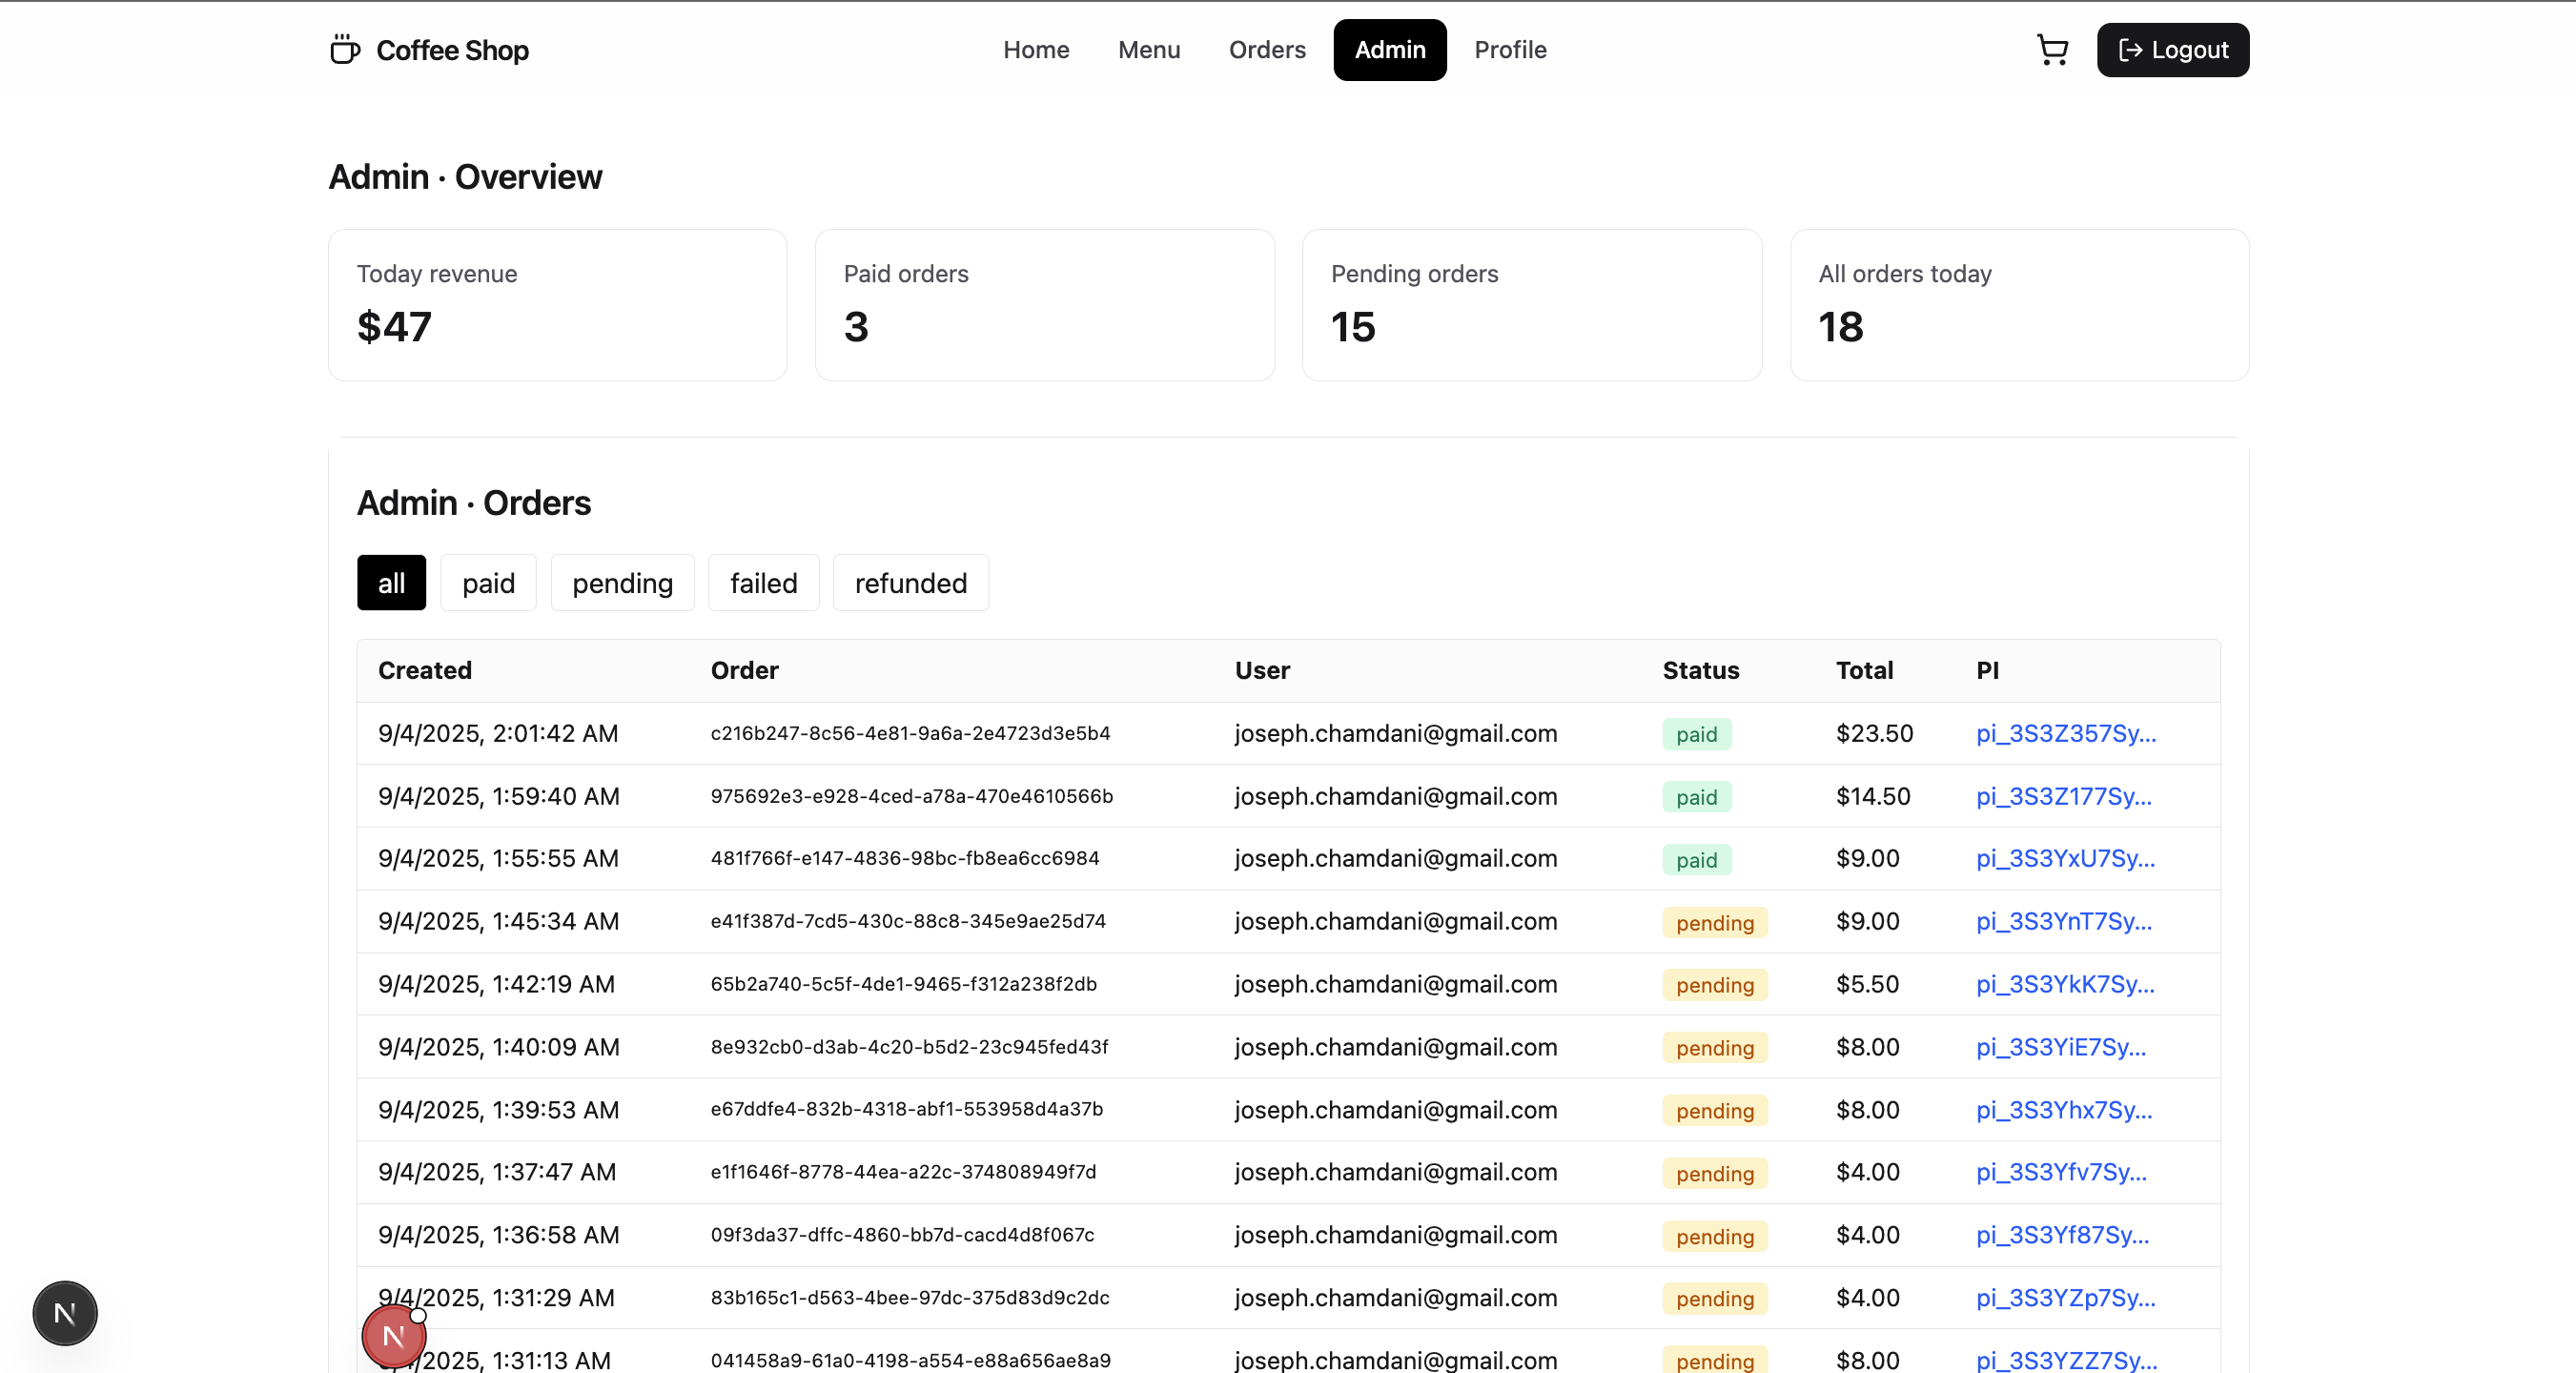 Coffee Shop Home Menu Orders Admin Profile Logout
Admin · Overview
Today revenue Paid orders Pending orders All orders today
$47 3 15 18
Admin · Orders
all paid pending failed refunded
Created Order User Status Total PI
9/4/2025, 2:01:42 AM c216b247-8c56-4e81-9a6a-2e4723d3e5b4 joseph.chamdani@gmail.com paid $23.50 pi_3S3Z357Sy...
9/4/2025, 1:59:40 AM 975692e3-e928-4ced-a78a-470e4610566b joseph.chamdani@gmail.com paid $14.50 pi_3S3Z177Sy...
9/4/2025, 1:55:55 AM 481f766f-e147-4836-98bc-fb8ea6cc6984 joseph.chamdani@gmail.com paid $9.00 pi_3S3YxU7Sy...
9/4/2025, 1:45:34 AM e41f387d-7cd5-430c-88c8-345e9ae25d74 joseph.chamdani@gmail.com pending $9.00 pi_3S3YnT7Sy...
9/4/2025, 1:42:19 AM 65b2a740-5c5f-4de1-9465-f312a238f2db joseph.chamdani@gmail.com pending $5.50 pi_3S3YkK7Sy...
9/4/2025, 1:40:09 AM 8e932cb0-d3ab-4c20-b5d2-23c945fed43f joseph.chamdani@gmail.com pending $8.00 pi_3S3YiE7Sy...
9/4/2025, 1:39:53 AM e67ddfe4-832b-4318-abf1-553958d4a37b joseph.chamdani@gmail.com pending $8.00 pi_3S3Yhx7Sy...
9/4/2025, 1:37:47 AM e1f1646f-8778-44ea-a22c-374808949f7d joseph.chamdani@gmail.com pending $4.00 pi_3S3Yfv7Sy...
9/4/2025, 1:36:58 AM 09f3da37-dffc-4860-bb7d-cacd4d8f067c joseph.chamdani@gmail.com pending $4.00 pi_3S3Yf87Sy...
9/4/2025, 1:31:29 AM 83b165c1-d563-4bee-97dc-375d83d9c2dc joseph.chamdani@gmail.com pending $4.00 pi_3S3YZp7Sy...
N
N
/2025, 1:31:13 AM 041458a9-61a0-4198-a554-e88a656ae8a9 joseph.chamdani@gmail.com pending $8.00 pi_3S3YZZ7Sy...